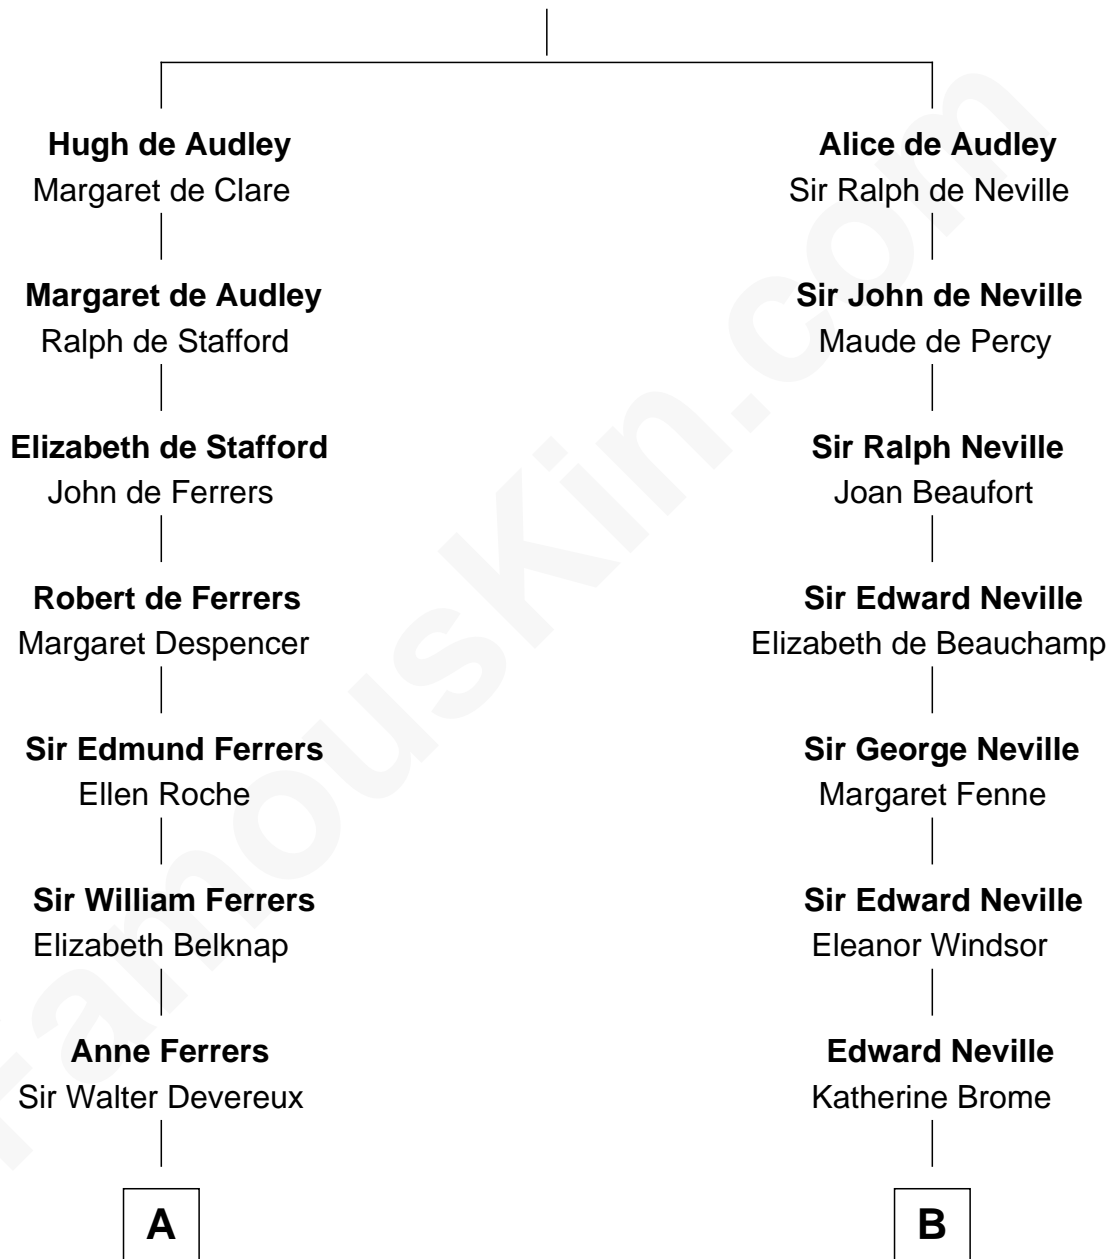 Hugh de Audley
Margaret de Clare
Margaret de Audley
Ralph de Stafford
Elizabeth de Stafford
John de Ferrers
Robert de Ferrers
Margaret Despencer
Sir Edmund Ferrers
Ellen Roche
Sir William Ferrers
Elizabeth Belknap
Anne Ferrers
Sir Walter Devereux
A
Alice de Audley
Sir Ralph de Neville
Sir John de Neville
Maude de Percy
Sir Ralph Neville
Joan Beaufort
Sir Edward Neville
Elizabeth de Beauchamp
Sir George Neville
Margaret Fenne
Sir Edward Neville
Eleanor Windsor
Edward Neville
Katherine Brome
B
FamousKin.com